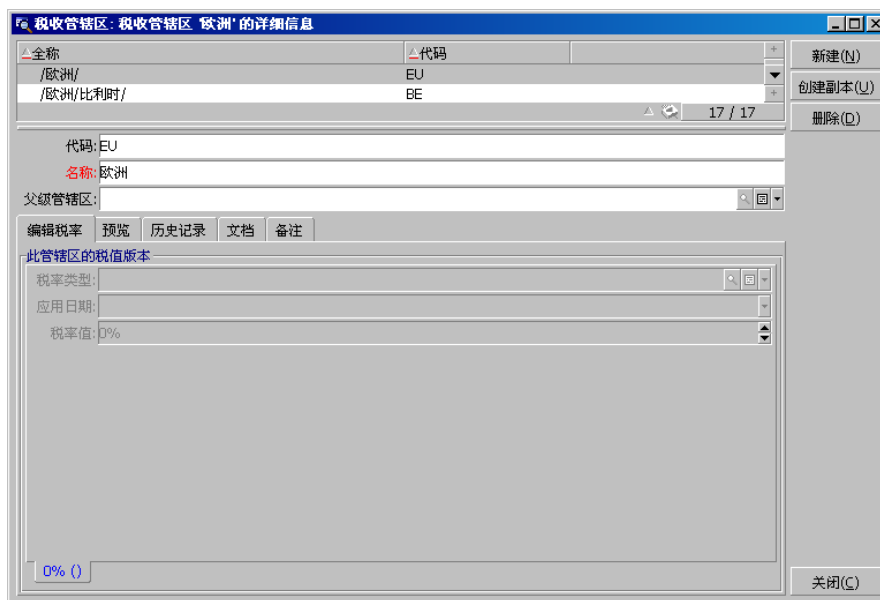 税收管辖区: 税收管辖区 '欧洲' 的详细信息
全称 代码
/欧洲/ EU
/欧洲/比利时/ BE
17 / 17
新建(N)
创建副本(U)
删除(D)
代码: EU
名称: 欧洲
父级管辖区:
编辑税率 预览 历史记录 文档 备注
此管辖区的税值版本
税率类型:
应用日期:
税率值: 0%
0% ()
关闭(C)